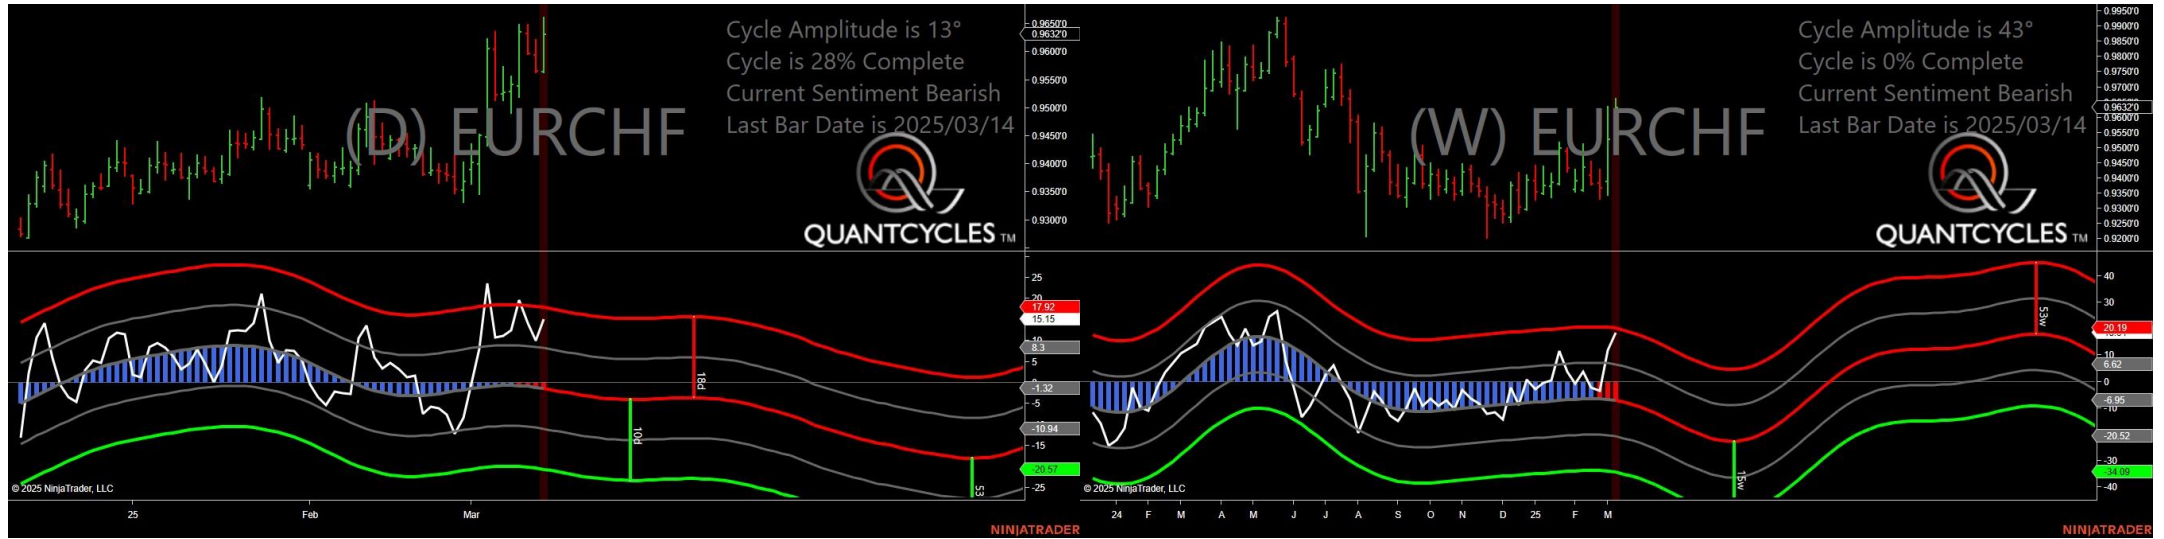 Cycle Amplitude is 13°
Cycle is 28% Complete
Current Sentiment Bearish
Last Bar Date is 2025/03/14
(D) EURCHF
QUANTCYCLES TM
0.9650'0
0.9632'0
0.9600'0
0.9550'0
0.9500'0
0.9450'0
0.9400'0
0.9350'0
0.9300'0
25
20
17.92
15.15
10
8.3
5
-1.32
-5
-10.94
-15
-20.57
-25
18d
10d
53
© 2025 NinjaTrader, LLC
25 Feb Mar
NINJATRADER
Cycle Amplitude is 43°
Cycle is 0% Complete
Current Sentiment Bearish
Last Bar Date is 2025/03/14
(W) EURCHF
QUANTCYCLES TM
0.9950'0
0.9900'0
0.9850'0
0.9800'0
0.9750'0
0.9700'0
0.9632'0
0.9600'0
0.9550'0
0.9500'0
0.9450'0
0.9400'0
0.9350'0
0.9300'0
0.9250'0
0.9200'0
40
30
20.19
10
6.62
0
-6.95
-10
-20.52
-30
-34.09
-40
53w
15w
© 2025 NinjaTrader, LLC
24 F M A M J J A S O N D 25 F M
NINJATRADER